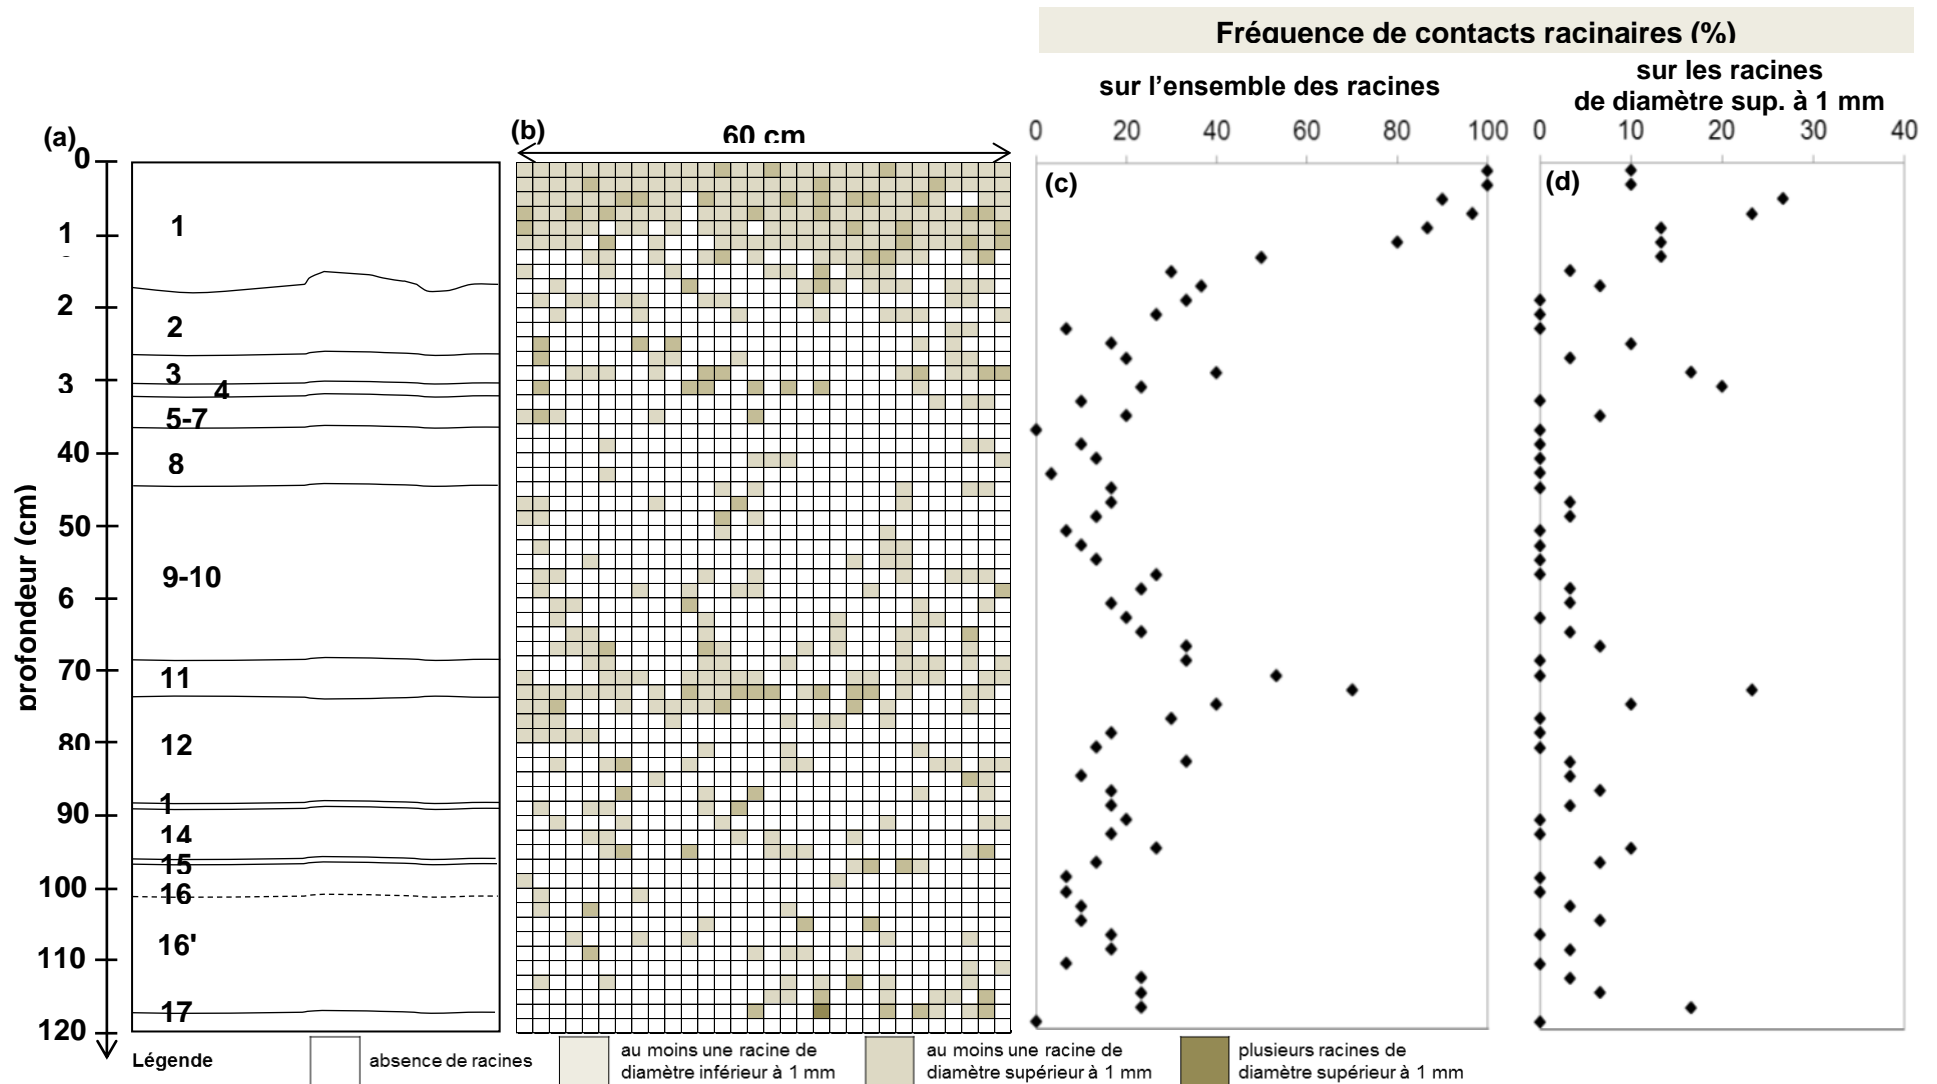 Fréquence de contacts racinaires (%)
sur l'ensemble des racines
sur les racines
de diamètre sup. à 1 mm
(a)
(b)
60 cm
0 20 40 60 80 100
0 10 20 30 40
(c)
(d)
profondeur (cm)
0
1
2
3
40
50
6
70
80
90
100
110
120
1
2
3
4
5-7
8
9-10
11
12
1
14
15
16
16'
17
Légende
absence de racines
au moins une racine de
diamètre inférieur à 1 mm
au moins une racine de
diamètre supérieur à 1 mm
plusieurs racines de
diamètre supérieur à 1 mm